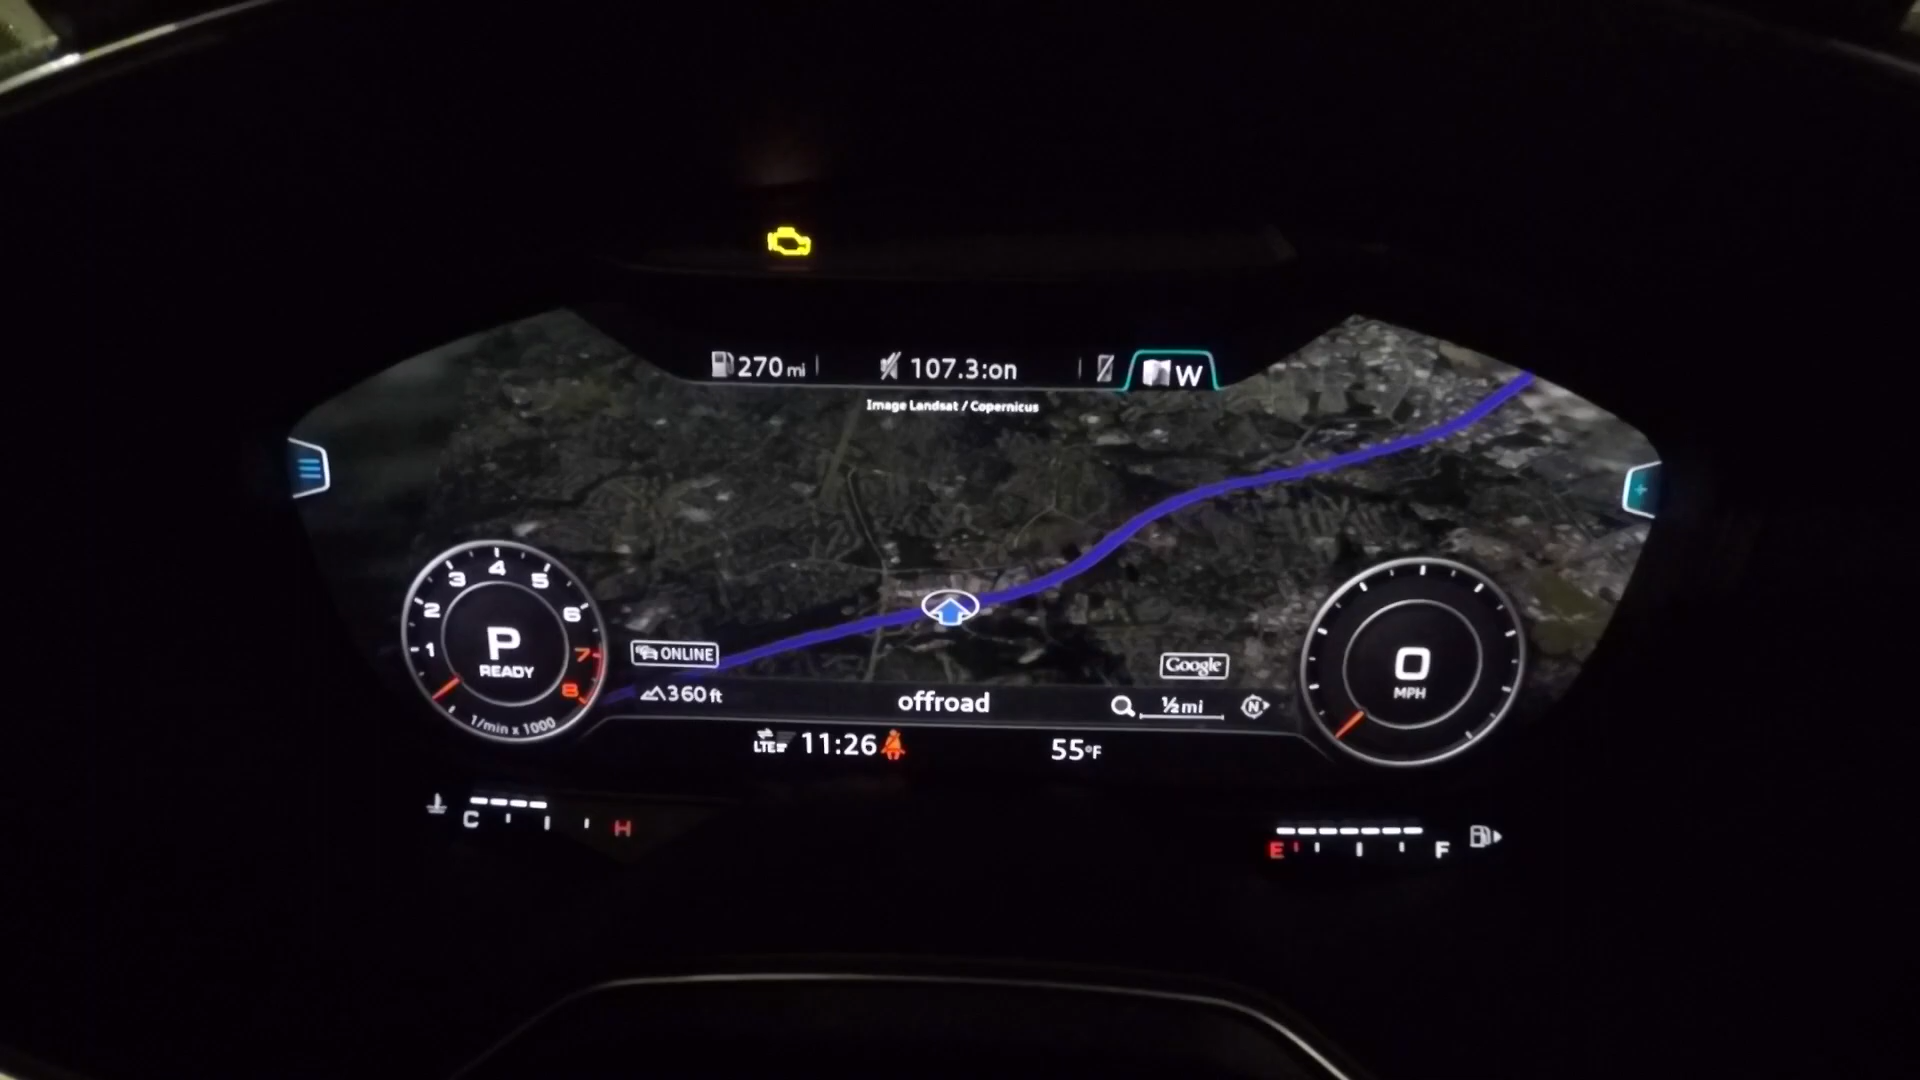 270 mi
107.3:on
W
Image Landsat / Copernicus
1 2 3 4 5 6 7 8
P
READY
1/min x 1000
0
MPH
ONLINE
Google
360 ft
offroad
½ mi
N
LTE
11:26
55°F
C H
E F